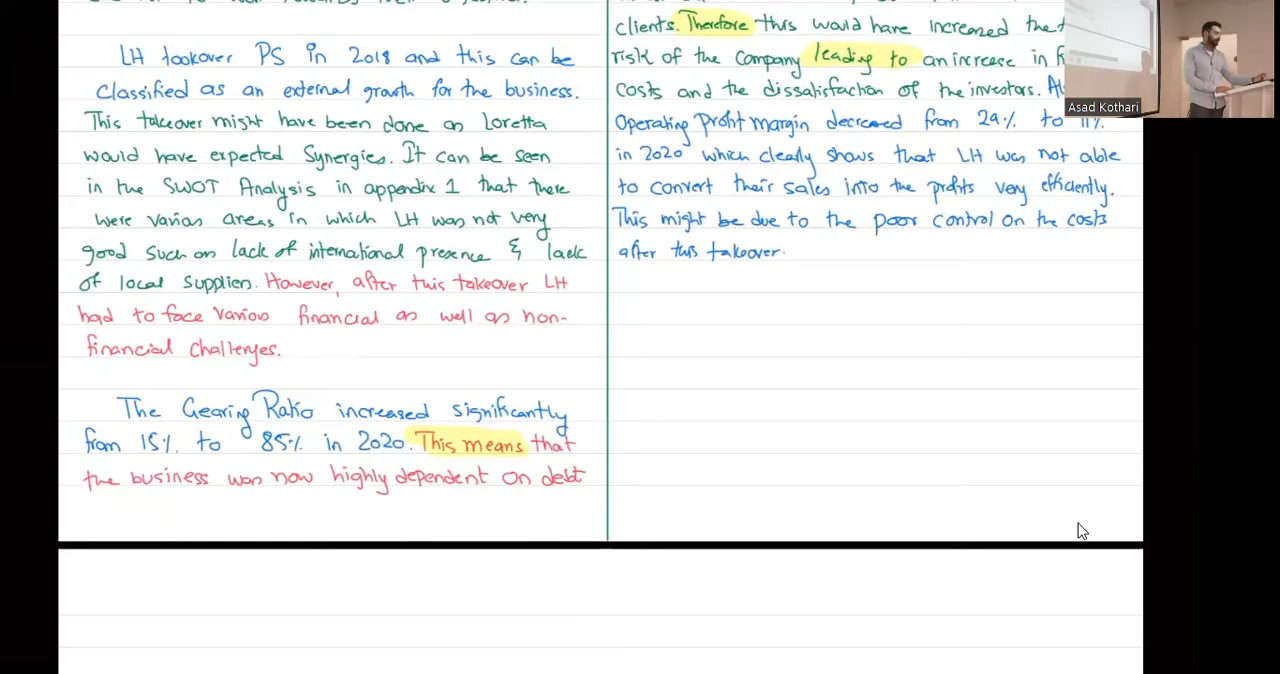 LH tookover PS in 2018 and this can be
classified as an external growth for the business.
This takeover might have been done as Loretta
would have expected Synergies. It can be seen
in the SWOT Analysis in appendix 1 that there
were various areas in which LH was not very
good such as lack of international presence & lack
of local suppliers. However, after this takeover LH
had to face various financial as well as non-
financial challenges.
The Gearing Ratio increased significantly
from 15% to 85% in 2020. This means that
the business was now highly dependent on debt
clients. Therefore this would have increased the
risk of the company leading to an increase in
costs and the dissatisfaction of the investors.
Operating Profit margin decreased from 29% to 11%
in 2020 which clearly shows that LH was not able
to convert their sales into the profits very efficiently.
This might be due to the poor control on the costs
after this takeover.
Asad Kothari